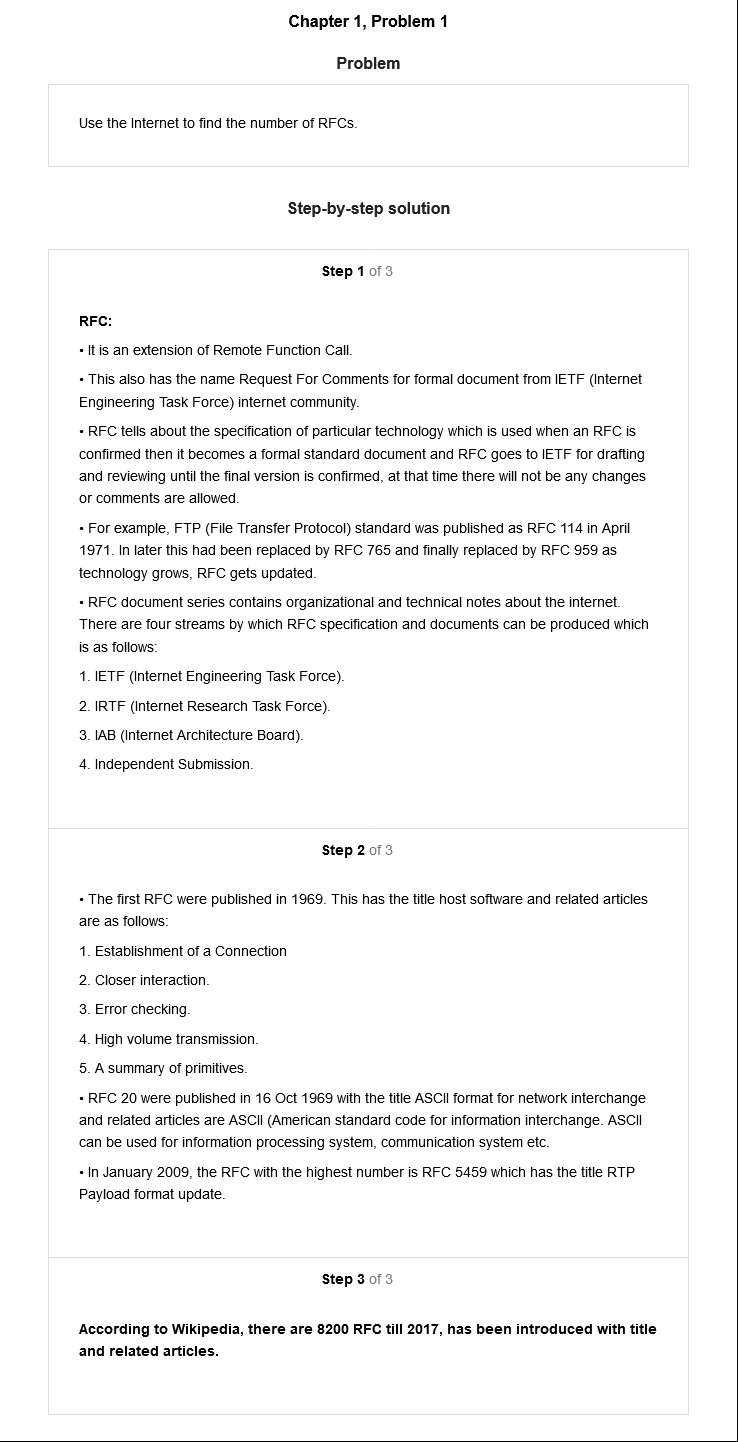 Chapter 1, Problem 1
Problem
Use the Internet to find the number of RFCs.
Step-by-step solution
Step 1 of 3
RFC:
• It is an extension of Remote Function Call.
• This also has the name Request For Comments for formal document from IETF (Internet
Engineering Task Force) internet community.
• RFC tells about the specification of particular technology which is used when an RFC is
confirmed then it becomes a formal standard document and RFC goes to IETF for drafting
and reviewing until the final version is confirmed, at that time there will not be any changes
or comments are allowed.
• For example, FTP (File Transfer Protocol) standard was published as RFC 114 in April
1971. In later this had been replaced by RFC 765 and finally replaced by RFC 959 as
technology grows, RFC gets updated.
• RFC document series contains organizational and technical notes about the internet.
There are four streams by which RFC specification and documents can be produced which
is as follows:
1. IETF (Internet Engineering Task Force).
2. IRTF (Internet Research Task Force).
3. IAB (Internet Architecture Board).
4. Independent Submission.
Step 2 of 3
• The first RFC were published in 1969. This has the title host software and related articles
are as follows:
1. Establishment of a Connection
2. Closer interaction.
3. Error checking.
4. High volume transmission.
5. A summary of primitives.
• RFC 20 were published in 16 Oct 1969 with the title ASCII format for network interchange
and related articles are ASCII (American standard code for information interchange. ASCII
can be used for information processing system, communication system etc.
• In January 2009, the RFC with the highest number is RFC 5459 which has the title RTP
Payload format update.
Step 3 of 3
According to Wikipedia, there are 8200 RFC till 2017, has been introduced with title
and related articles.